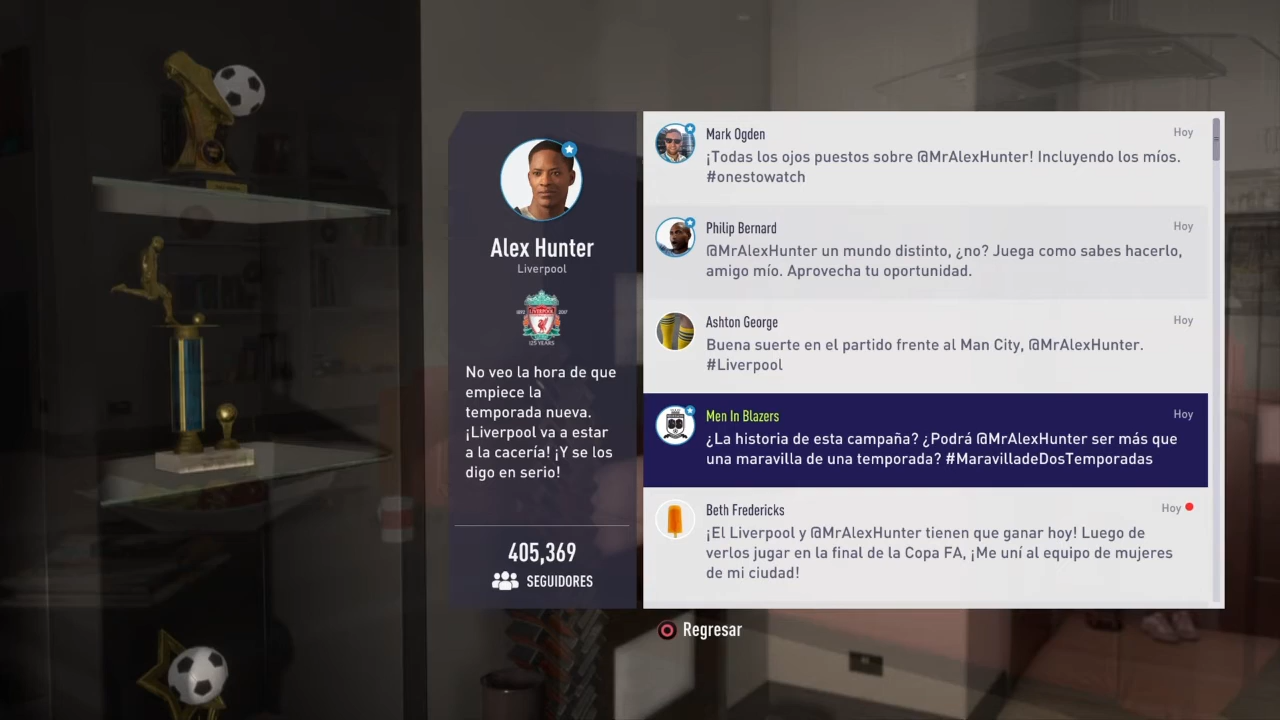 Alex Hunter
Liverpool
1892
2017
LIVERPOOL
125 YEARS
No veo la hora de que
empiece la
temporada nueva.
¡Liverpool va a estar
a la cacería! ¡Y se los
digo en serio!
405,369
SEGUIDORES
Mark Ogden
Hoy
¡Todas los ojos puestos sobre @MrAlexHunter! Incluyendo los míos.
#onestowatch
Philip Bernard
Hoy
@MrAlexHunter un mundo distinto, ¿no? Juega como sabes hacerlo,
amigo mío. Aprovecha tu oportunidad.
Ashton George
Hoy
Buena suerte en el partido frente al Man City, @MrAlexHunter.
#Liverpool
Men In Blazers
Hoy
¿La historia de esta campaña? ¿Podrá @MrAlexHunter ser más que
una maravilla de una temporada? #MaravilladeDosTemporadas
Beth Fredericks
Hoy
¡El Liverpool y @MrAlexHunter tienen que ganar hoy! Luego de
verlos jugar en la final de la Copa FA, ¡Me uní al equipo de mujeres
de mi ciudad!
Regresar